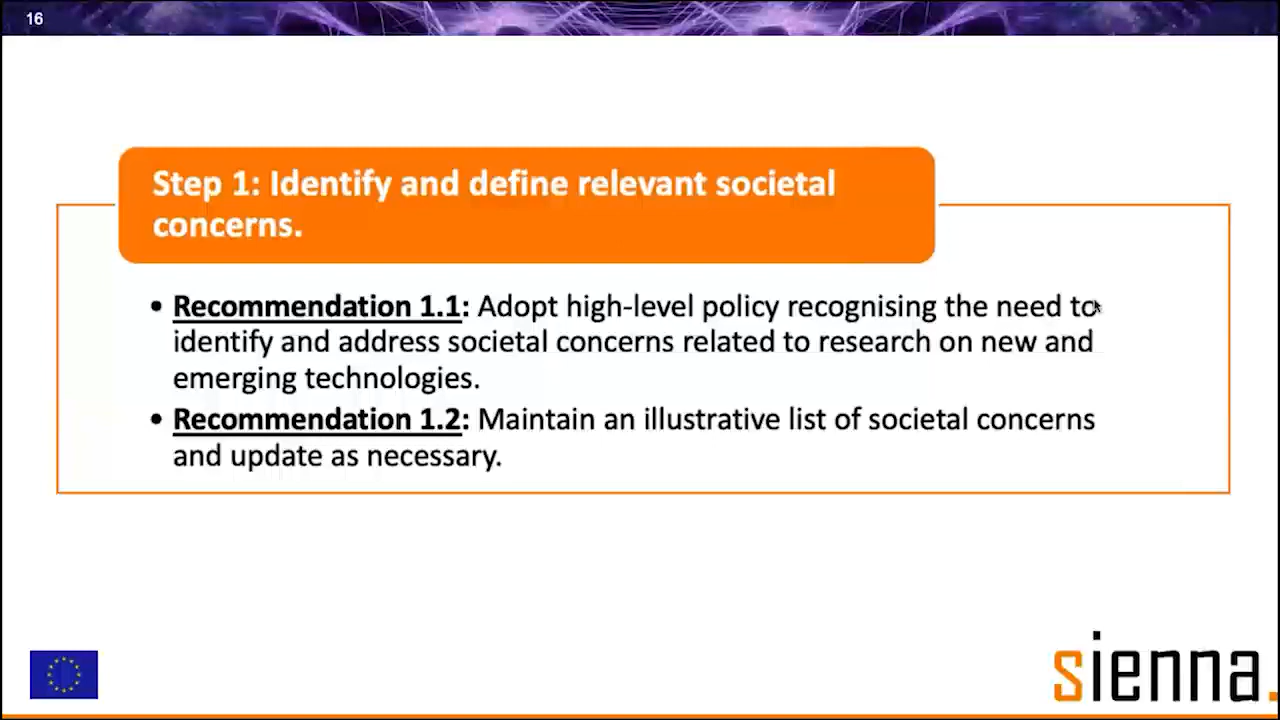 16
Step 1: Identify and define relevant societal
concerns.
• Recommendation 1.1: Adopt high-level policy recognising the need to
identify and address societal concerns related to research on new and
emerging technologies.
• Recommendation 1.2: Maintain an illustrative list of societal concerns
and update as necessary.
sienna.